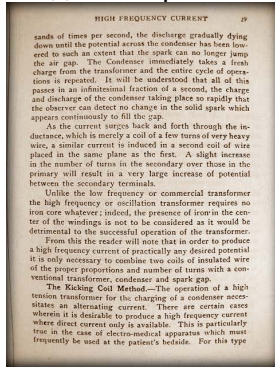 HIGH FREQUENCY CURRENT 19
sands of times per second, the discharge gradually dying
down until the potential across the condenser has been low-
ered to such an extent that the spark can no longer jump
the air gap. The Condenser immediately takes a fresh
charge from the transformer and the entire cycle of opera-
tions is repeated. It will be understood that all of this
passes in an infinitesimal fraction of a second, the charge
and discharge of the condenser taking place so rapidly that
the observer can detect no change in the solid spark which
appears continuously to fill the gap.
As the current surges back and forth through the in-
ductance, which is merely a coil of a few turns of very heavy
wire, a similar current is induced in a second coil of wire
placed in the same plane as the first. A slight increase
in the number of turns in the secondary over those in the
primary will result in a very large increase of potential
between the secondary terminals.
Unlike the low frequency or commercial transformer
the high frequency or oscillation transformer requires no
iron core whatever; indeed, the presence of iron in the cen-
ter of the windings is not to be considered as it would be
detrimental to the successful operation of the transformer.
From this the reader will note that in order to produce
a high frequency current of practically any desired potential
it is only necessary to combine two coils of insulated wire
of the proper proportions and number of turns with a con-
ventional transformer, condenser and spark gap.
The Kicking Coil Method.—The operation of a high
tension transformer for the charging of a condenser neces-
sitates an alternating current. There are certain cases
wherein it is desirable to produce a high frequency current
where direct current only is available. This is particularly
true in the case of electro-medical apparatus which must
frequently be used at the patient's bedside. For this type